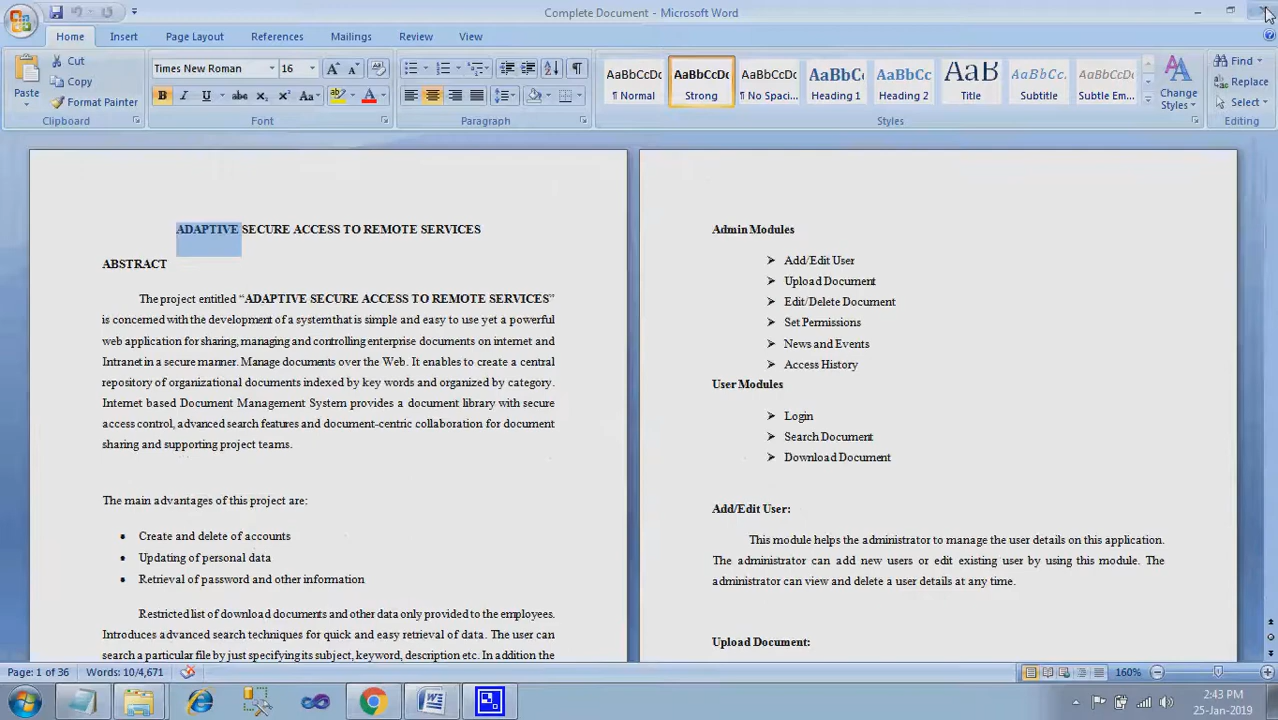 Complete Document - Microsoft Word
Home Insert Page Layout References Mailings Review View
Paste
Cut
Copy
Format Painter
Clipboard
Times New Roman 16
Font
Paragraph
AaBbCcDc AaBbCcDc AaBbCcDc AaBbC AaBbCc AaB AaBbCc. AaBbCcDc
¶ Normal Strong ¶ No Spaci... Heading 1 Heading 2 Title Subtitle Subtle Em...
Change Styles
Styles
Find
Replace
Select
Editing
ADAPTIVE SECURE ACCESS TO REMOTE SERVICES
ABSTRACT
The project entitled “ADAPTIVE SECURE ACCESS TO REMOTE SERVICES”
is concerned with the development of a system that is simple and easy to use yet a powerful
web application for sharing, managing and controlling enterprise documents on internet and
Intranet in a secure manner. Manage documents over the Web. It enables to create a central
repository of organizational documents indexed by key words and organized by category.
Internet based Document Management System provides a document library with secure
access control, advanced search features and document-centric collaboration for document
sharing and supporting project teams.
The main advantages of this project are:
• Create and delete of accounts
• Updating of personal data
• Retrieval of password and other information
Restricted list of download documents and other data only provided to the employees.
Introduces advanced search techniques for quick and easy retrieval of data. The user can
search a particular file by just specifying its subject, keyword, description etc. In addition the
Admin Modules
➤ Add/Edit User
➤ Upload Document
➤ Edit/Delete Document
➤ Set Permissions
➤ News and Events
➤ Access History
User Modules
➤ Login
➤ Search Document
➤ Download Document
Add/Edit User:
This module helps the administrator to manage the user details on this application.
The administrator can add new users or edit existing user by using this module. The
administrator can view and delete a user details at any time.
Upload Document:
Page: 1 of 36 Words: 10/4,671 160%
2:43 PM
25-Jan-2019